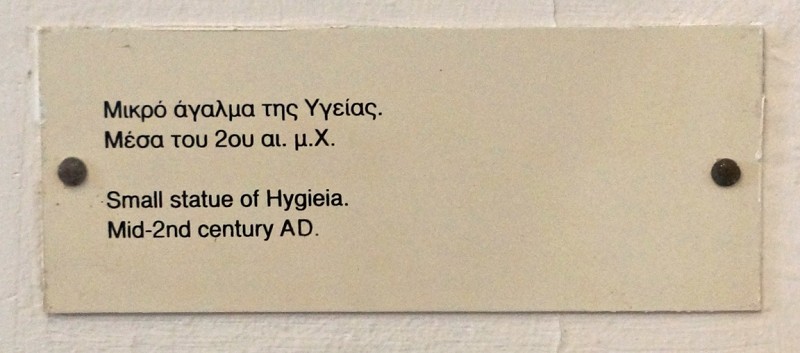 Μικρό άγαλμα της Υγείας.
Μέσα του 2ου αι. μ.Χ.
Small statue of Hygieia.
Mid-2nd century AD.